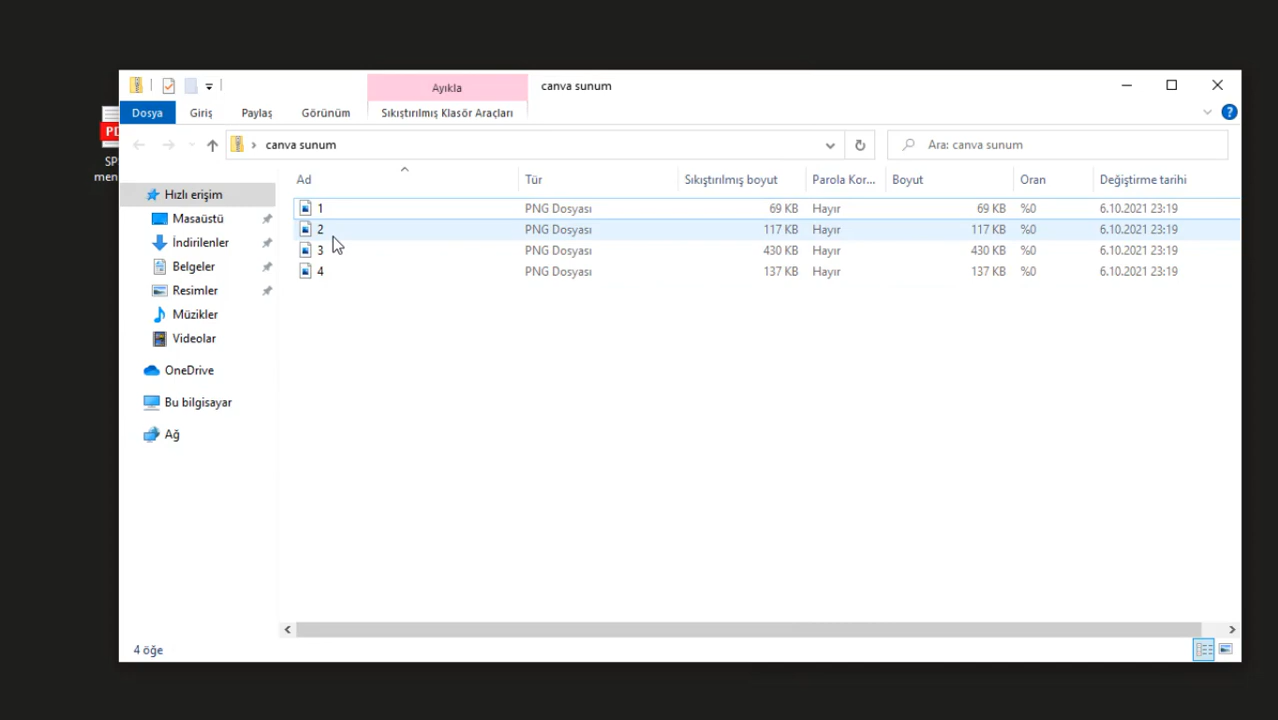 Ayıkla
canva sunum
Dosya
Giriş
Paylaş
Görünüm
Sıkıştırılmış Klasör Araçları
canva sunum
Ara: canva sunum
Ad
Tür
Sıkıştırılmış boyut
Parola Kor...
Boyut
Oran
Değiştirme tarihi
1 PNG Dosyası 69 KB Hayır 69 KB %0 6.10.2021 23:19
2 PNG Dosyası 117 KB Hayır 117 KB %0 6.10.2021 23:19
3 PNG Dosyası 430 KB Hayır 430 KB %0 6.10.2021 23:19
4 PNG Dosyası 137 KB Hayır 137 KB %0 6.10.2021 23:19
Hızlı erişim
Masaüstü
İndirilenler
Belgeler
Resimler
Müzikler
Videolar
OneDrive
Bu bilgisayar
Ağ
4 öğe